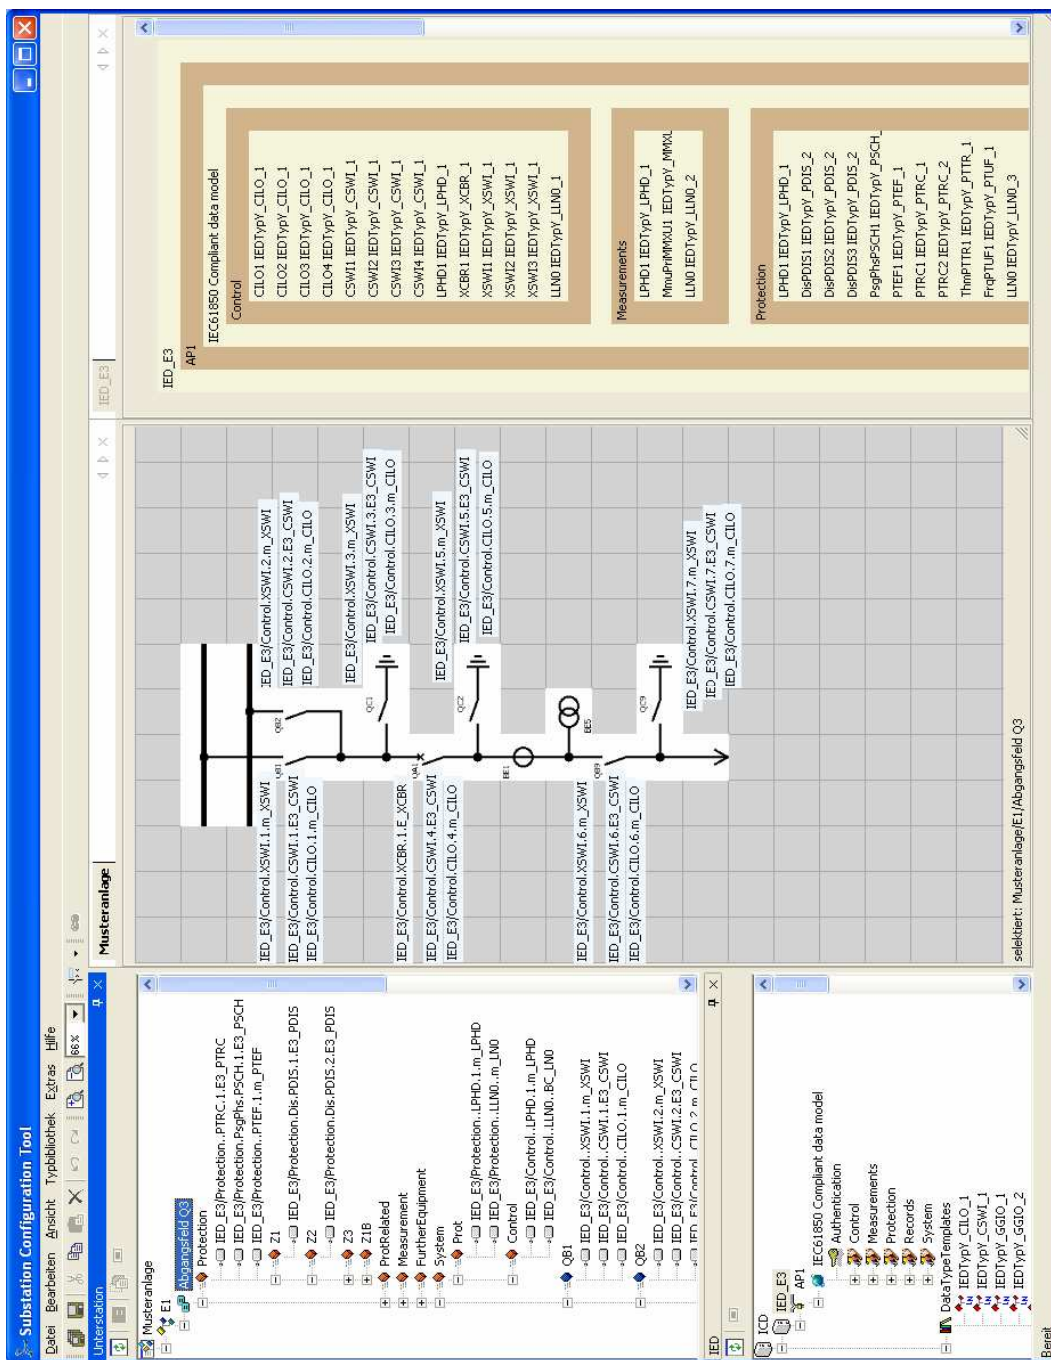 Substation Configuration Tool
Datei Bearbeiten Ansicht Typbibliothek Extras Hilfe
66%
Unterstation
Musteranlage
E1
Abgangsfeld Q3
Protection
IED_E3/Protection..PTRC.1.E3_PTRC
IED_E3/Protection.PsgPhs.PSCH.1.E3_PSCH
IED_E3/Protection..PTEF.1.m_PTEF
Z1
IED_E3/Protection.Dis.PDIS.1.E3_PDIS
Z2
IED_E3/Protection.Dis.PDIS.2.E3_PDIS
Z3
Z1B
ProtRelated
Measurement
FurtherEquipment
System
Prot
IED_E3/Protection..LPHD.1.m_LPHD
IED_E3/Protection..LLN0..m_LN0
Control
IED_E3/Control..LPHD.1.m_LPHD
IED_E3/Control..LLN0..BC_LN0
QB1
IED_E3/Control..XSWI.1.m_XSWI
IED_E3/Control..CSWI.1.E3_CSWI
IED_E3/Control..CILO.1.m_CILO
QB2
IED_E3/Control..XSWI.2.m_XSWI
IED_E3/Control..CSWI.2.E3_CSWI
IED_E3/Control..CILO.2.m_CILO
IED
ICD
IED_E3
AP1
IEC61850 Compliant data model
Authentication
Control
Measurements
Protection
Records
System
DataTypeTemplates
IEDTypY_CILO_1
IEDTypY_CSWI_1
IEDTypY_GGIO_1
IEDTypY_GGIO_2
Bereit
Musteranlage
IED_E3/Control.XSWI.1.m_XSWI
IED_E3/Control.CSWI.1.E3_CSWI
IED_E3/Control.CILO.1.m_CILO
QB1
QB2
IED_E3/Control.XSWI.2.m_XSWI
IED_E3/Control.CSWI.2.E3_CSWI
IED_E3/Control.CILO.2.m_CILO
QC1
IED_E3/Control.XSWI.3.m_XSWI
IED_E3/Control.CSWI.3.E3_CSWI
IED_E3/Control.CILO.3.m_CILO
IED_E3/Control.XCBR.1.E_XCBR
IED_E3/Control.CSWI.4.E3_CSWI
IED_E3/Control.CILO.4.m_CILO
QA1
QC2
IED_E3/Control.XSWI.5.m_XSWI
IED_E3/Control.CSWI.5.E3_CSWI
IED_E3/Control.CILO.5.m_CILO
BE1
BE5
IED_E3/Control.XSWI.6.m_XSWI
IED_E3/Control.CSWI.6.E3_CSWI
IED_E3/Control.CILO.6.m_CILO
QB9
QC9
IED_E3/Control.XSWI.7.m_XSWI
IED_E3/Control.CSWI.7.E3_CSWI
IED_E3/Control.CILO.7.m_CILO
selektiert: Musteranlage/E1/Abgangsfeld Q3
IED_E3
IED_E3
AP1
IEC61850 Compliant data model
Control
CILO1 IEDTypY_CILO_1
CILO2 IEDTypY_CILO_1
CILO3 IEDTypY_CILO_1
CILO4 IEDTypY_CILO_1
CSWI1 IEDTypY_CSWI_1
CSWI2 IEDTypY_CSWI_1
CSWI3 IEDTypY_CSWI_1
CSWI4 IEDTypY_CSWI_1
LPHD1 IEDTypY_LPHD_1
XCBR1 IEDTypY_XCBR_1
XSWI1 IEDTypY_XSWI_1
XSWI2 IEDTypY_XSWI_1
XSWI3 IEDTypY_XSWI_1
LLN0 IEDTypY_LLN0_1
Measurements
LPHD1 IEDTypY_LPHD_1
MmuPriMMXU1 IEDTypY_MMXU
LLN0 IEDTypY_LLN0_2
Protection
LPHD1 IEDTypY_LPHD_1
DisPDIS1 IEDTypY_PDIS_2
DisPDIS2 IEDTypY_PDIS_2
DisPDIS3 IEDTypY_PDIS_2
PsgPhsPSCH1 IEDTypY_PSCH_
PTEF1 IEDTypY_PTEF_1
PTRC1 IEDTypY_PTRC_1
PTRC2 IEDTypY_PTRC_2
ThmPTTR1 IEDTypY_PTTR_1
FrqPTUF1 IEDTypY_PTUF_1
LLN0 IEDTypY_LLN0_3